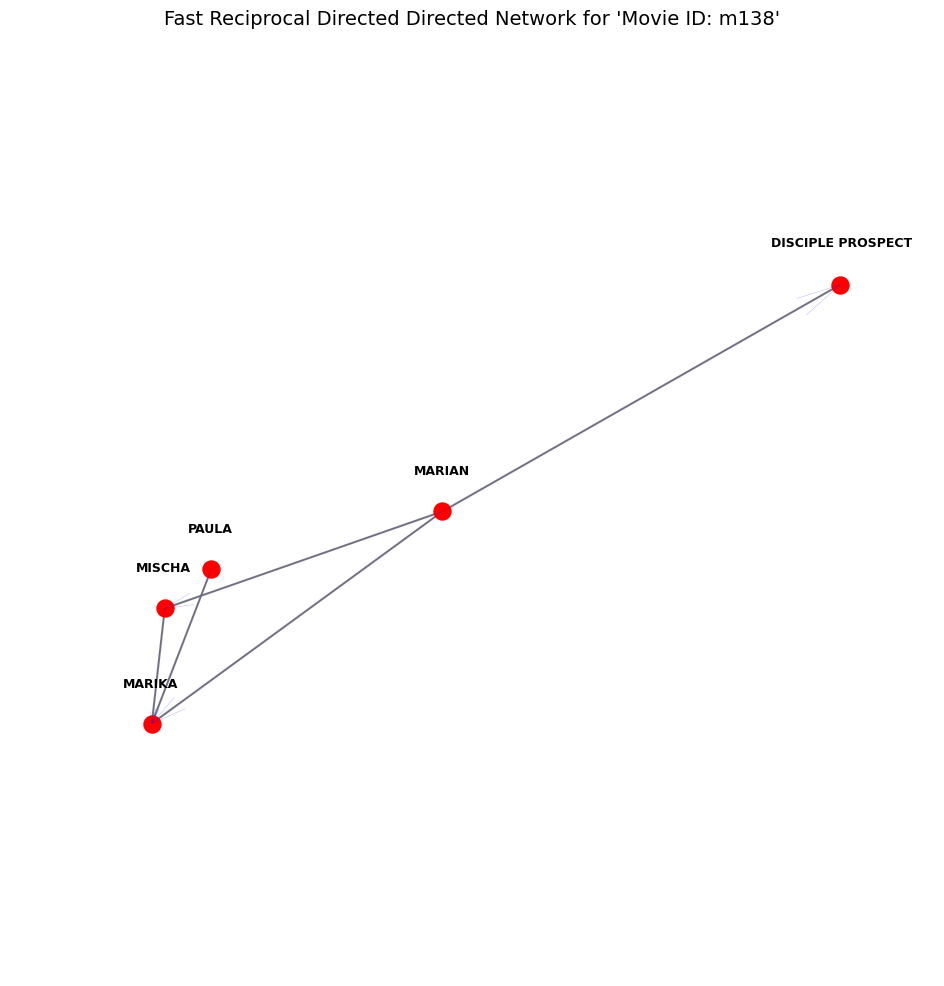 Fast Reciprocal Directed Directed Network for 'Movie ID: m138'
DISCIPLE PROSPECT
MARIAN
PAULA
MISCHA
MARIKA